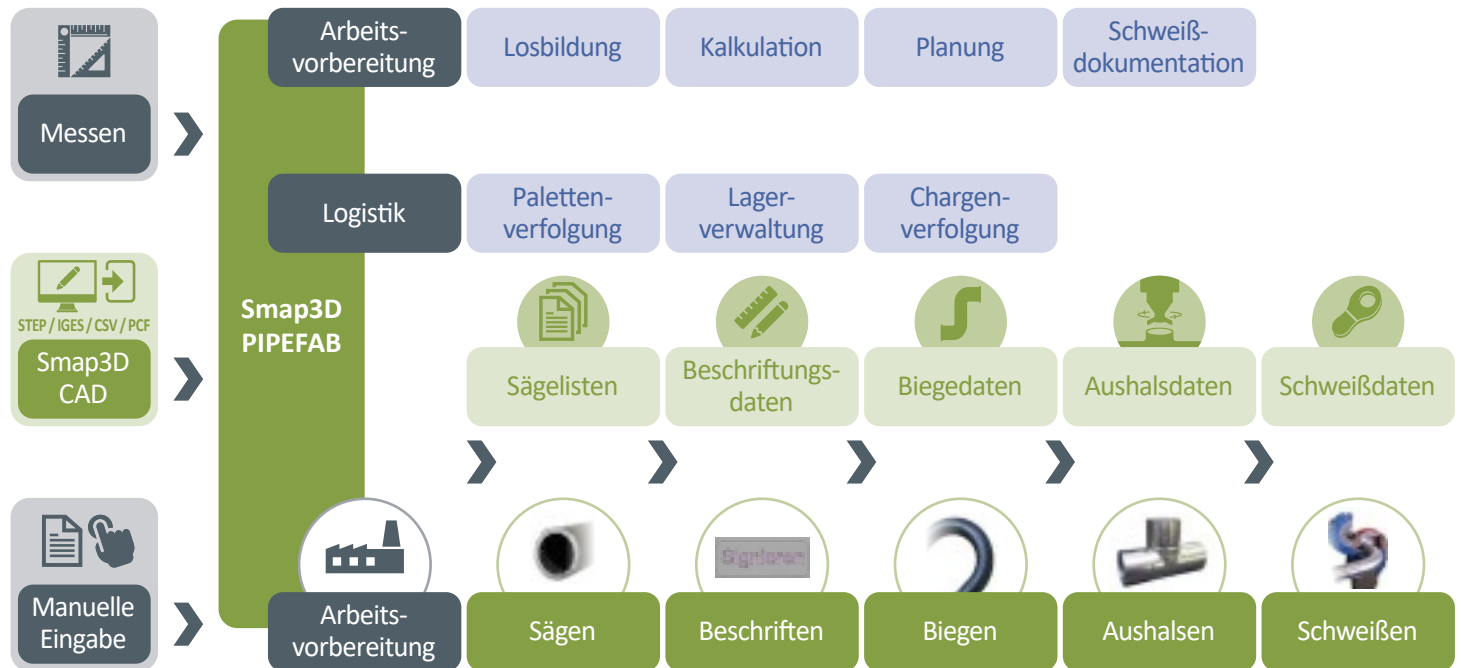 Messen
STEP / IGES / CSV / PCF
Smap3D
CAD
Manuelle
Eingabe
Smap3D
PIPEFAB
Arbeits-
vorbereitung
Losbildung
Kalkulation
Planung
Schweiß-
dokumentation
Logistik
Paletten-
verfolgung
Lager-
verwaltung
Chargen-
verfolgung
Sägelisten
Beschriftungs-
daten
Biegedaten
Aushalsdaten
Schweißdaten
Signieren
Arbeits-
vorbereitung
Sägen
Beschriften
Biegen
Aushalsen
Schweißen